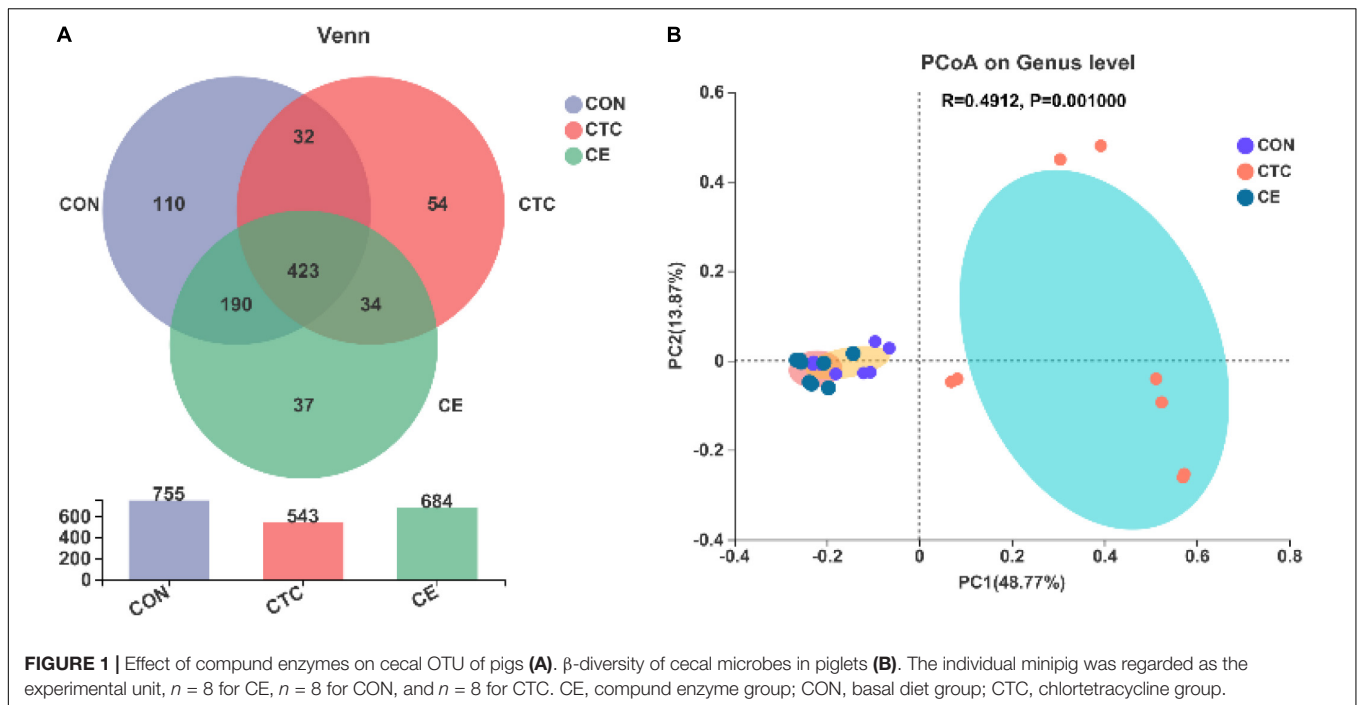 A
Venn
CON
CTC
CE
32
CON
110
54
CTC
423
190
34
37
CE
755
543
684
600
400
200
0
CON
CTC
CE
B
PCoA on Genus level
R=0.4912, P=0.001000
CON
CTC
CE
0.6
0.4
0.2
0
-0.2
-0.4
PC2(13.87%)
-0.4
-0.2
0
0.2
0.4
0.6
0.8
PC1(48.77%)
FIGURE 1 | Effect of compund enzymes on cecal OTU of pigs (A). β-diversity of cecal microbes in piglets (B). The individual minipig was regarded as the
experimental unit, n = 8 for CE, n = 8 for CON, and n = 8 for CTC. CE, compund enzyme group; CON, basal diet group; CTC, chlortetracycline group.